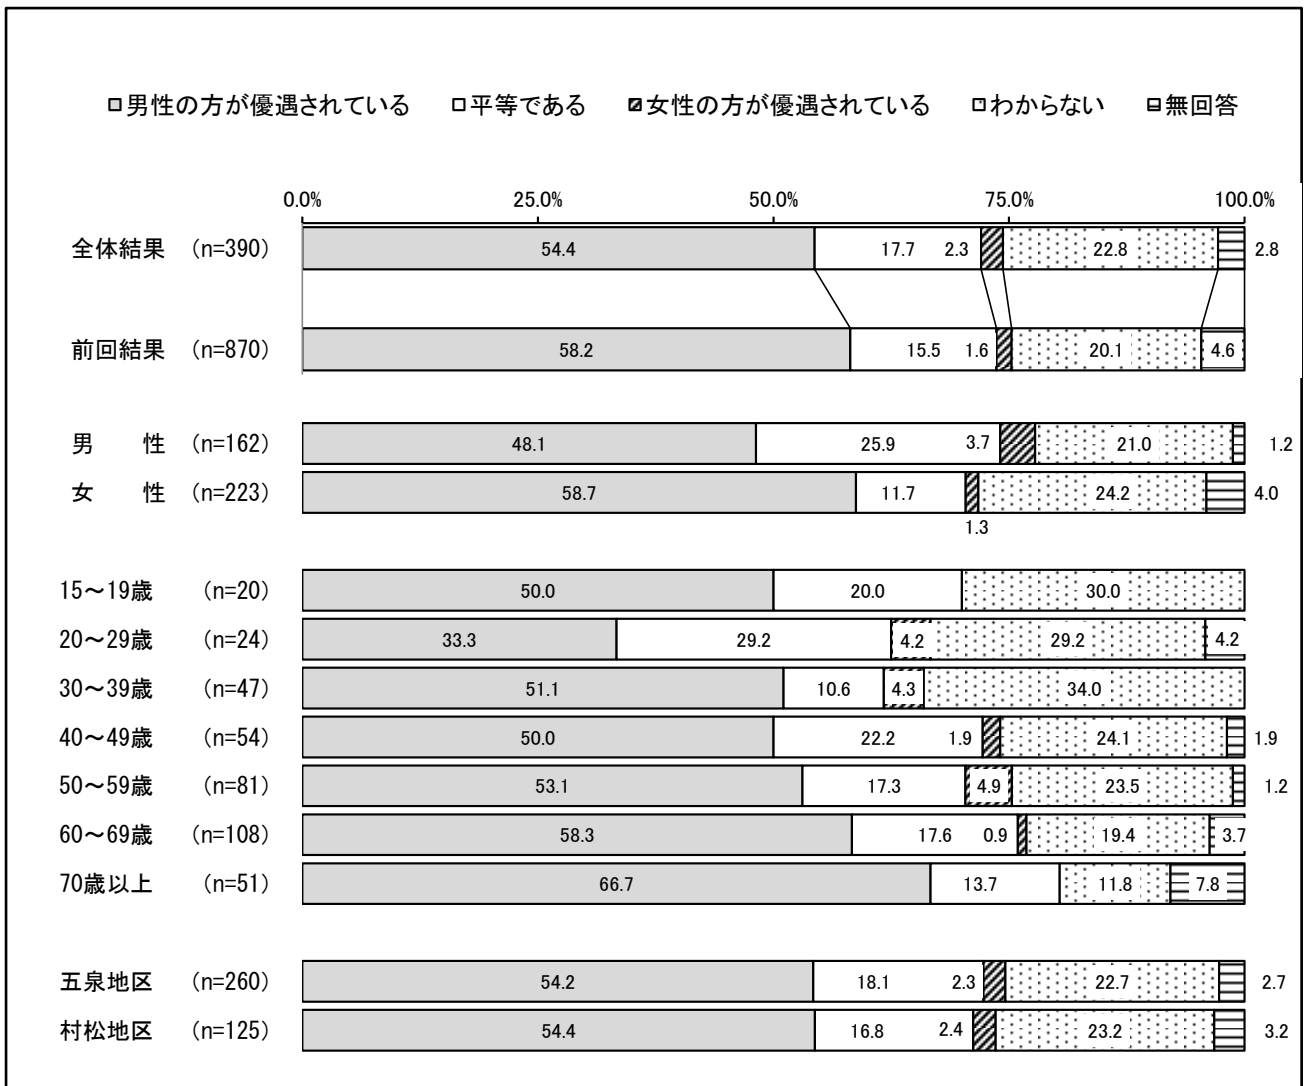 男性の方が優遇されている 平等である 女性の方が優遇されている わからない 無回答
0.0% 25.0% 50.0% 75.0% 100.0%
全体結果 (n=390) 54.4 17.7 2.3 22.8 2.8
前回結果 (n=870) 58.2 15.5 1.6 20.1 4.6
男 性 (n=162) 48.1 25.9 3.7 21.0 1.2
女 性 (n=223) 58.7 11.7 1.3 24.2 4.0
15～19歳 (n=20) 50.0 20.0 30.0
20～29歳 (n=24) 33.3 29.2 4.2 29.2 4.2
30～39歳 (n=47) 51.1 10.6 4.3 34.0
40～49歳 (n=54) 50.0 22.2 1.9 24.1 1.9
50～59歳 (n=81) 53.1 17.3 4.9 23.5 1.2
60～69歳 (n=108) 58.3 17.6 0.9 19.4 3.7
70歳以上 (n=51) 66.7 13.7 11.8 7.8
五泉地区 (n=260) 54.2 18.1 2.3 22.7 2.7
村松地区 (n=125) 54.4 16.8 2.4 23.2 3.2